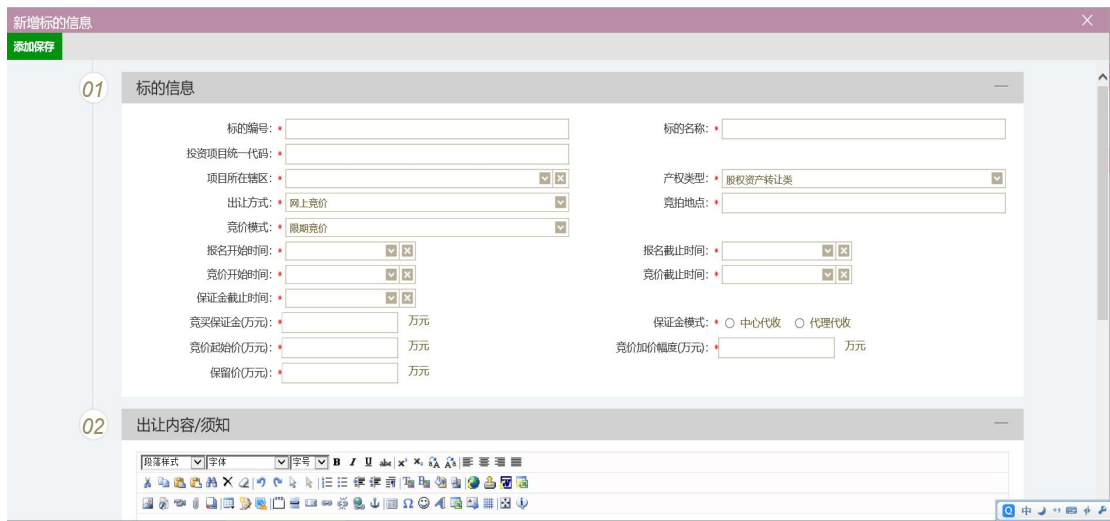 新增标的信息
添加保存
01 标的信息
标的编号: * 标的名称: *
投资项目统一代码: *
项目所在辖区: * 产权类型: * 股权资产转让类
出让方式: * 网上竞价 竞拍地点: *
竞价模式: * 限期竞价
报名开始时间: * 报名截止时间: *
竞价开始时间: * 竞价截止时间: *
保证金截止时间: *
竞买保证金(万元): * 万元 保证金模式: * 中心代收 代理代收
竞价起始价(万元): * 万元 竞价加价幅度(万元): * 万元
保留价(万元): * 万元
02 出让内容/须知
段落样式 字体 字号 B I U abc x² x₂
中